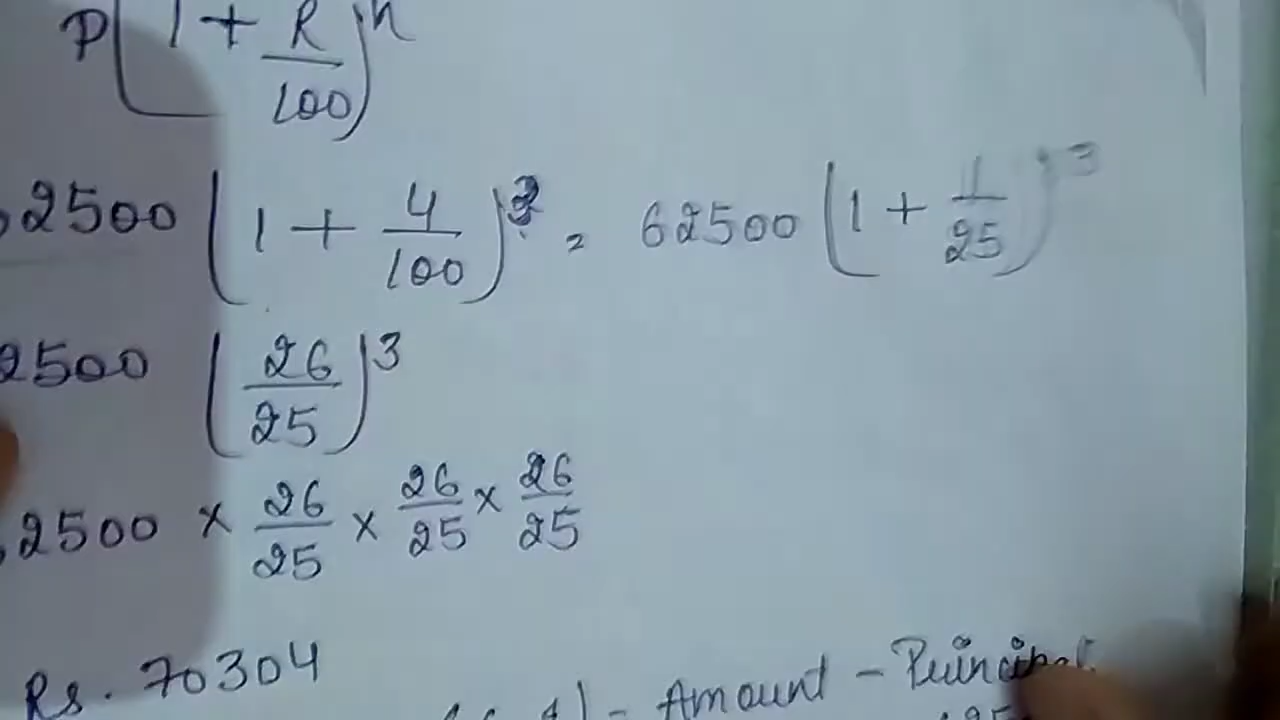 P(1 + R/100)^n
2500 (1 + 4/100)^3 = 62500 (1 + 1/25)^3
2500 (26/25)^3
2500 × 26/25 × 26/25 × 26/25
Rs. 70304
- Amount - Principal